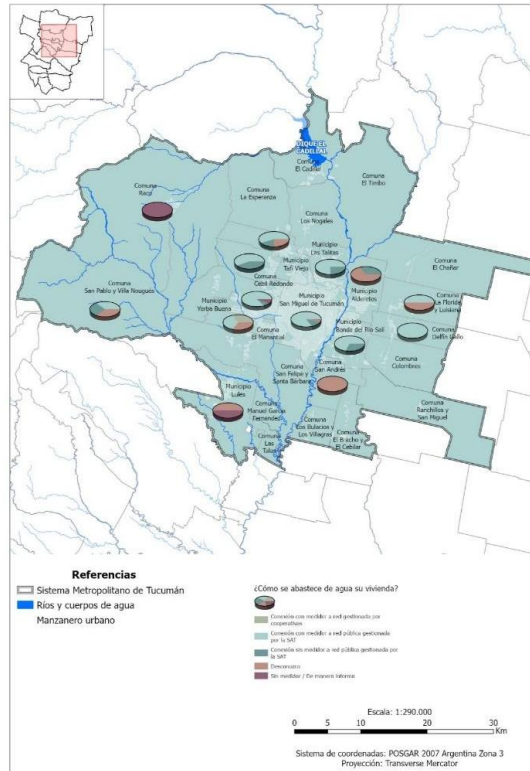 DIQUE EL
CADILLAL
Comuna
El Cadillal
Comuna
El Timbo
Comuna
Raco
Comuna
La Esperanza
Comuna
Los Nogales
Municipio
Las Talitas
Municipio
Tafi Viejo
Comuna
El Chañar
Comuna
Cebil Redondo
Municipio
Alderetes
Comuna
San Pablo y Villa Nougués
Municipio
Yerba Buena
Municipio
San Miguel de Tucumán
Comuna
La Florida
y Luisiana
Municipio
Banda del Río Salí
Comuna
Delfín Gallo
Comuna
El Manantial
Comuna
San Andrés
Comuna
Colombres
Comuna
San Felipe y
Santa Bárbara
Municipio
Lules
Comuna
Manuel García
Fernández
Comuna
Ranchillos y
San Miguel
Comuna
Los Bulacios y
Los Villagras
Comuna
El Bracho y
El Cebilar
Comuna
Las
Talas
Referencias
Sistema Metropolitano de Tucumán
Ríos y cuerpos de agua
Manzanero urbano
¿Cómo se abastece de agua su vivienda?
Conexión con medidor a red gestionada por
cooperativas
Conexión con medidor a red pública gestionada
por la SAT
Conexión sin medidor a red pública gestionada por
la SAT
Desconozco
Sin medidor / De manera informa
Escala: 1:290.000
0 10 20 30
Km
Sistema de coordenadas: POSGAR 2007 Argentina Zona 3
Proyección: Transverse Mercator